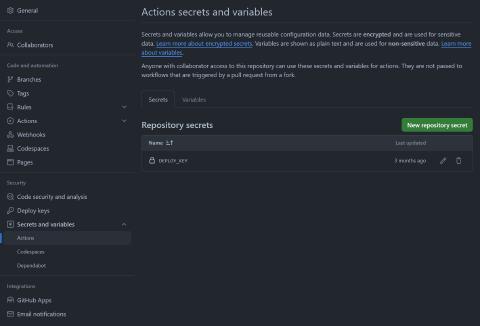 General
Access
Collaborators
Code and automation
Branches
Tags
Rules
Actions
Webhooks
Codespaces
Pages
Security
Code security and analysis
Deploy keys
Secrets and variables
Actions
Codespaces
Dependabot
Integrations
GitHub Apps
Email notifications
Actions secrets and variables
Secrets and variables allow you to manage reusable configuration data. Secrets are encrypted and are used for sensitive
data. Learn more about encrypted secrets. Variables are shown as plain text and are used for non-sensitive data. Learn more
about variables.
Anyone with collaborator access to this repository can use these secrets and variables for actions. They are not passed to
workflows that are triggered by a pull request from a fork.
Secrets Variables
Repository secrets New repository secret
Name Last updated
DEPLOY_KEY 3 months ago